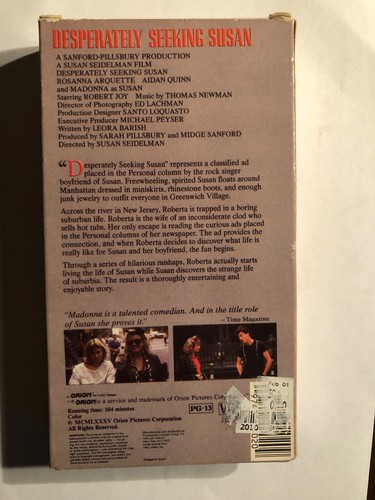 DESPERATELY SEEKING SUSAN
A SANFORD-PILLSBURY PRODUCTION
A SUSAN SEIDELMAN FILM
DESPERATELY SEEKING SUSAN
ROSANNA ARQUETTE AIDAN QUINN
and MADONNA as SUSAN
Starring ROBERT JOY Music by THOMAS NEWMAN
Director of Photography ED LACHMAN
Production Designer SANTO LOQUASTO
Executive Producer MICHAEL PEYSER
Written by LEORA BARISH
Produced by SARAH PILLSBURY and MIDGE SANFORD
Directed by SUSAN SEIDELMAN
“Desperately Seeking Susan" represents a classified ad
placed in the Personal column by the rock singer
boyfriend of Susan. Freewheeling, spirited Susan floats around
Manhattan dressed in miniskirts, rhinestone boots, and enough
junk jewelry to outfit everyone in Greenwich Village.
Across the river in New Jersey, Roberta is trapped in a boring
suburban life. Roberta is the wife of an inconsiderate clod who
sells hot tubs. Her only escape is reading the curious ads placed
in the Personal columns of her newspaper. The ad provides the
connection, and when Roberta decides to discover what life is
really like for Susan and her boyfriend, the fun begins.
Through a series of hilarious mishaps, Roberta actually starts
living the life of Susan while Susan discovers the strange life
of suburbia. The result is a thoroughly entertaining and
enjoyable story.
"Madonna is a talented comedian. And in the title role
of Susan she proves it."
– Time Magazine
ORION
ORION is a service and trademark of Orion Pictures
Running time: 104 minutes
Color
© MCMLXXXV Orion Pictures Corporation
All Rights Reserved.
PG-13
Feb 01
2010
020